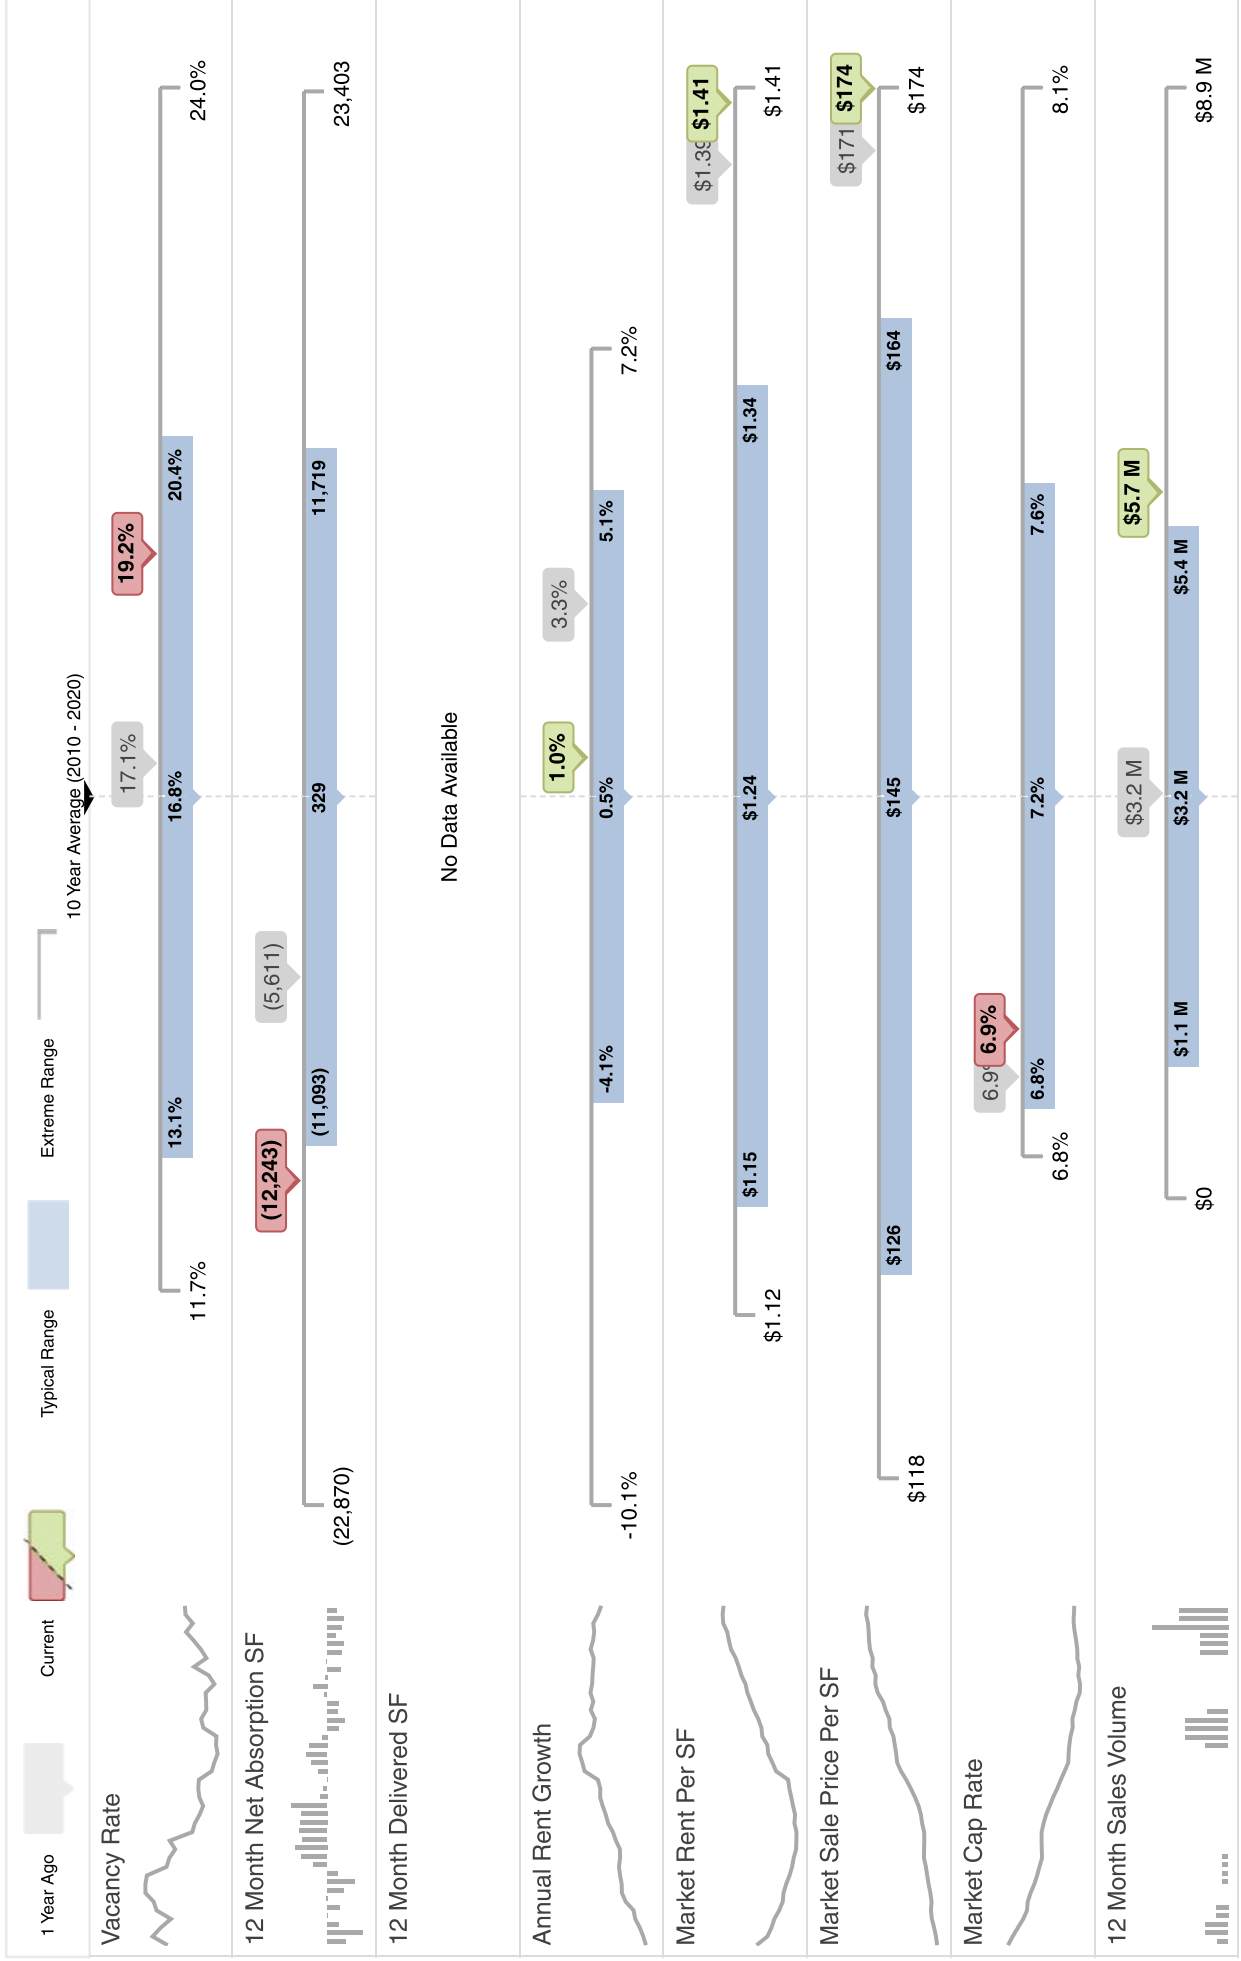 1 Year Ago Current Typical Range Extreme Range 10 Year Average (2010 - 2020)
Vacancy Rate
17.1% 19.2%
13.1% 16.8% 20.4%
11.7% 24.0%
12 Month Net Absorption SF
(12,243) (5,611)
(11,093) 329 11,719
(22,870) 23,403
12 Month Delivered SF
No Data Available
Annual Rent Growth
1.0% 3.3%
-4.1% 0.5% 5.1%
-10.1% 7.2%
Market Rent Per SF
$1.39 $1.41
$1.15 $1.24 $1.34
$1.12 $1.41
Market Sale Price Per SF
$171 $174
$126 $145 $164
$118 $174
Market Cap Rate
6.9% 6.9%
6.8% 7.2% 7.6%
6.8% 8.1%
12 Month Sales Volume
$3.2 M $5.7 M
$1.1 M $3.2 M $5.4 M
$0 $8.9 M